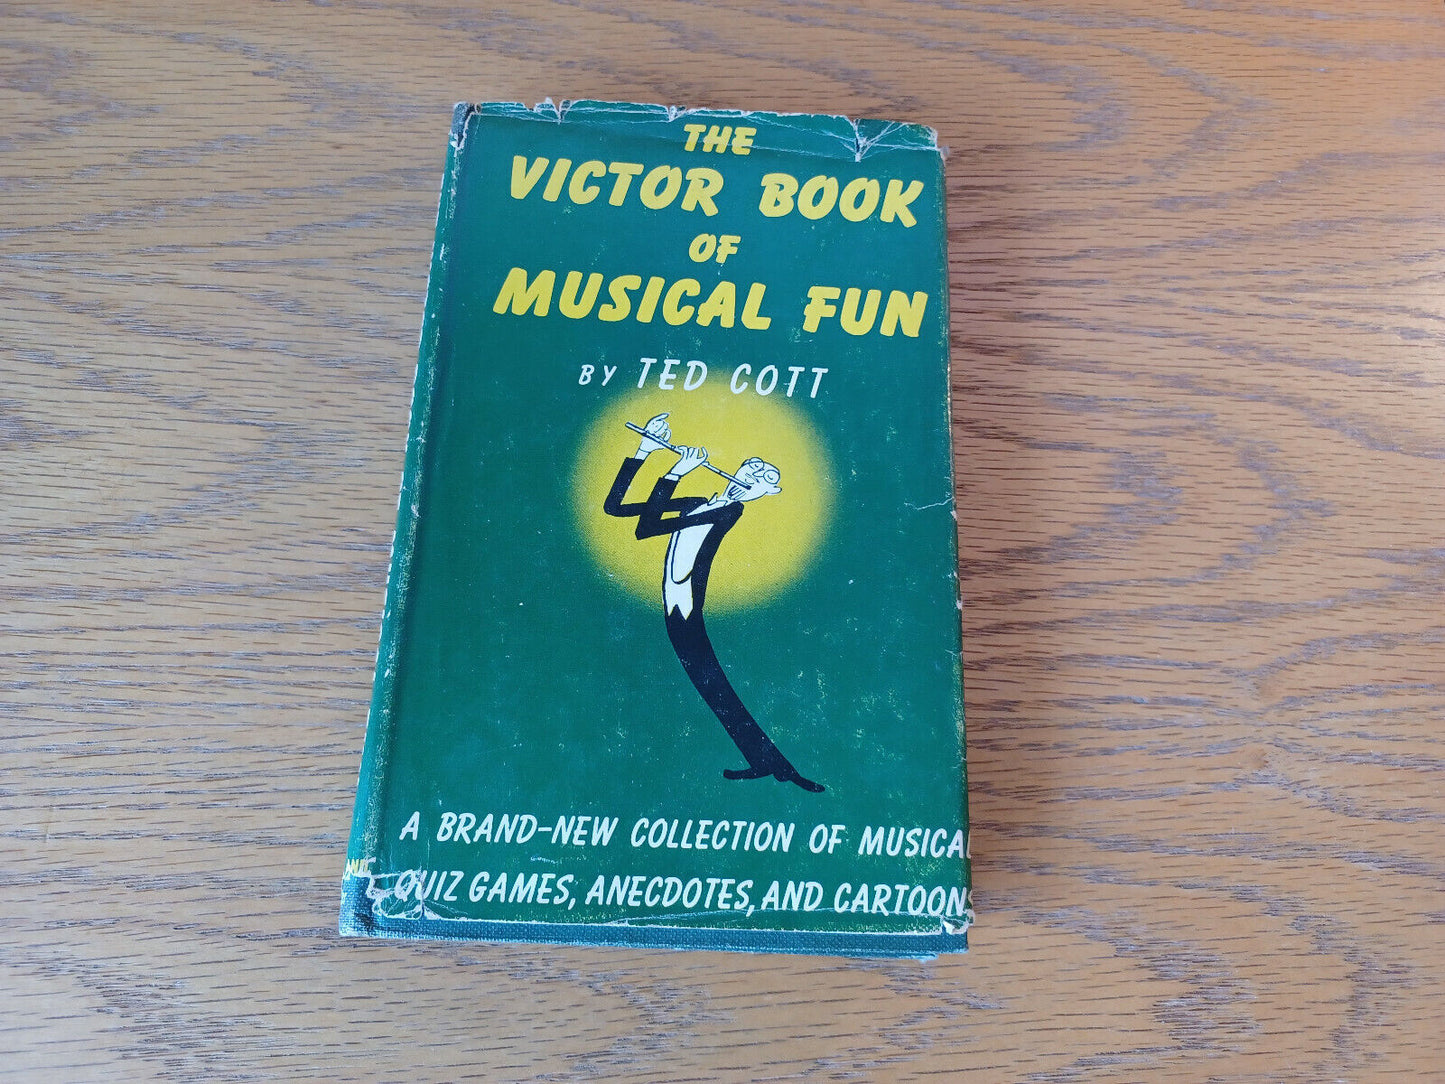 THE
VICTOR BOOK
OF
MUSICAL FUN
BY TED COTT
A BRAND-NEW COLLECTION OF MUSICAL
QUIZ GAMES, ANECDOTES, AND CARTOONS